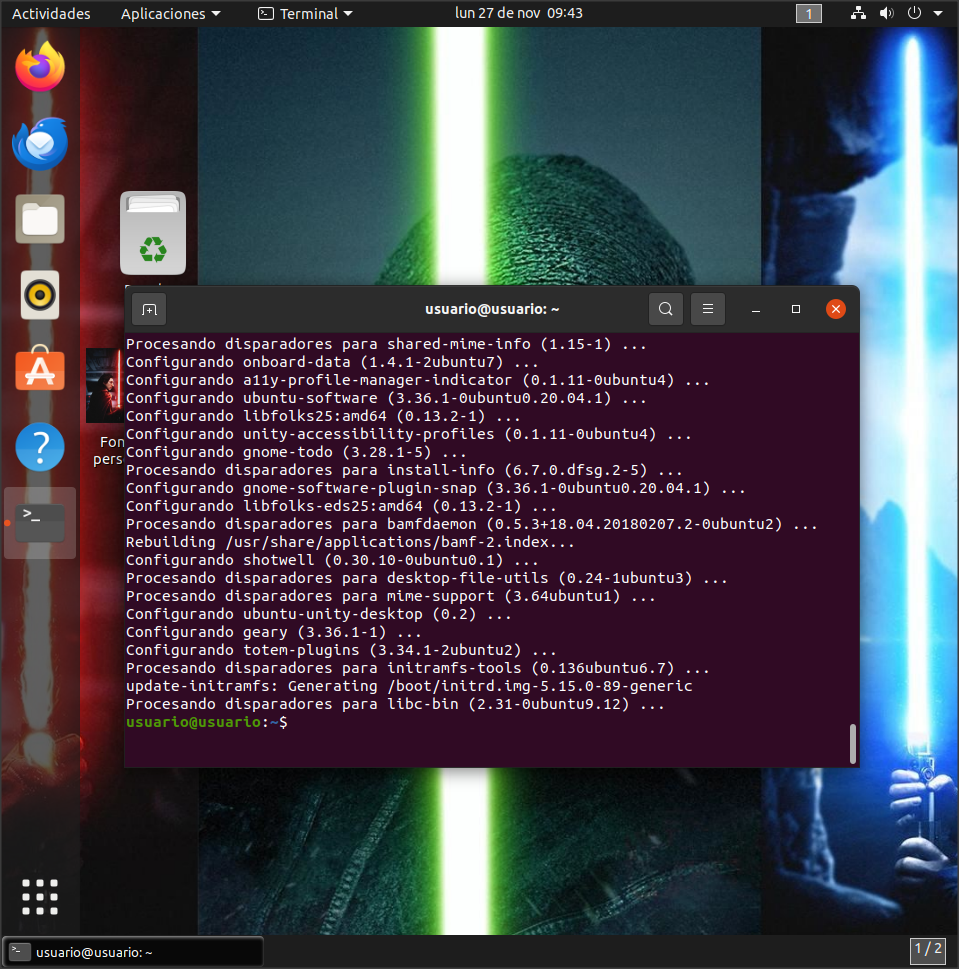 Actividades
Aplicaciones
Terminal
lun 27 de nov 09:43
1
usuario@usuario: ~
Procesando disparadores para shared-mime-info (1.15-1) ...
Configurando onboard-data (1.4.1-2ubuntu7) ...
Configurando a11y-profile-manager-indicator (0.1.11-0ubuntu4) ...
Configurando ubuntu-software (3.36.1-0ubuntu0.20.04.1) ...
Configurando libfolks25:amd64 (0.13.2-1) ...
Configurando unity-accessibility-profiles (0.1.11-0ubuntu4) ...
Configurando gnome-todo (3.28.1-5) ...
Procesando disparadores para install-info (6.7.0.dfsg.2-5) ...
Configurando gnome-software-plugin-snap (3.36.1-0ubuntu0.20.04.1) ...
Configurando libfolks-eds25:amd64 (0.13.2-1) ...
Procesando disparadores para bamfdaemon (0.5.3+18.04.20180207.2-0ubuntu2) ...
Rebuilding /usr/share/applications/bamf-2.index...
Configurando shotwell (0.30.10-0ubuntu0.1) ...
Procesando disparadores para desktop-file-utils (0.24-1ubuntu3) ...
Procesando disparadores para mime-support (3.64ubuntu1) ...
Configurando ubuntu-unity-desktop (0.2) ...
Configurando geary (3.36.1-1) ...
Configurando totem-plugins (3.34.1-2ubuntu2) ...
Procesando disparadores para initramfs-tools (0.136ubuntu6.7) ...
update-initramfs: Generating /boot/initrd.img-5.15.0-89-generic
Procesando disparadores para libc-bin (2.31-0ubuntu9.12) ...
usuario@usuario:~$
Fon
pers
usuario@usuario: ~
1 / 2